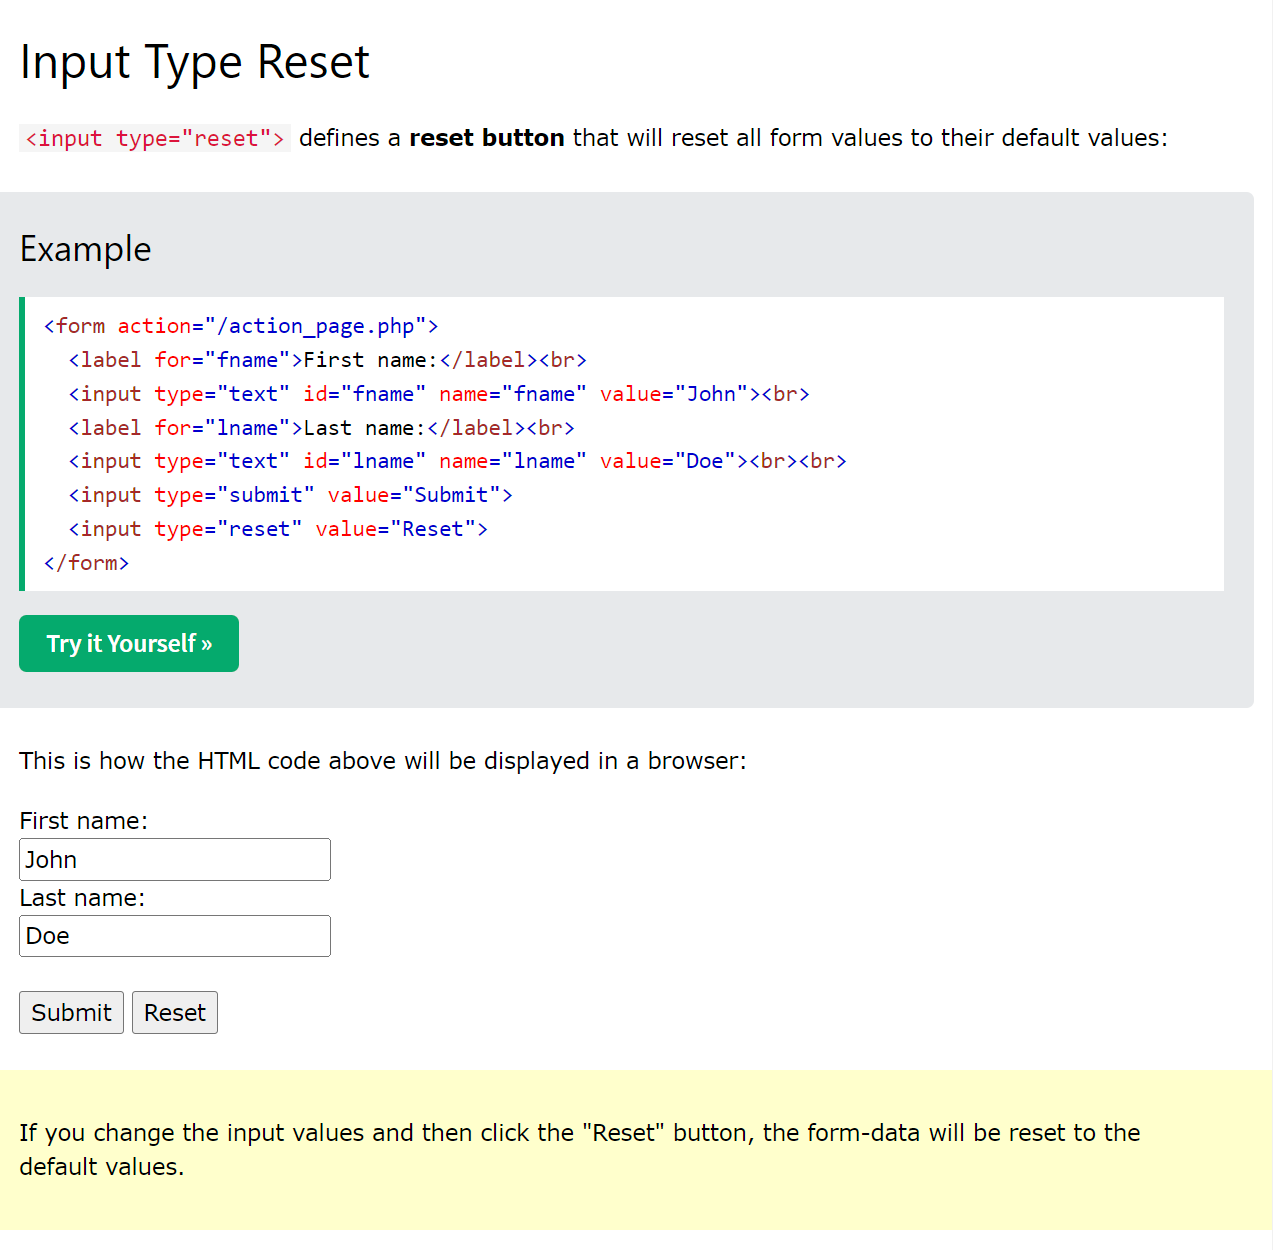 Input Type Reset
<input type="reset"> defines a reset button that will reset all form values to their default values:
Example
<form action="/action_page.php">
  <label for="fname">First name:</label><br>
  <input type="text" id="fname" name="fname" value="John"><br>
  <label for="lname">Last name:</label><br>
  <input type="text" id="lname" name="lname" value="Doe"><br><br>
  <input type="submit" value="Submit">
  <input type="reset" value="Reset">
</form>
Try it Yourself »
This is how the HTML code above will be displayed in a browser:
First name:
John
Last name:
Doe
Submit Reset
If you change the input values and then click the "Reset" button, the form-data will be reset to the
default values.